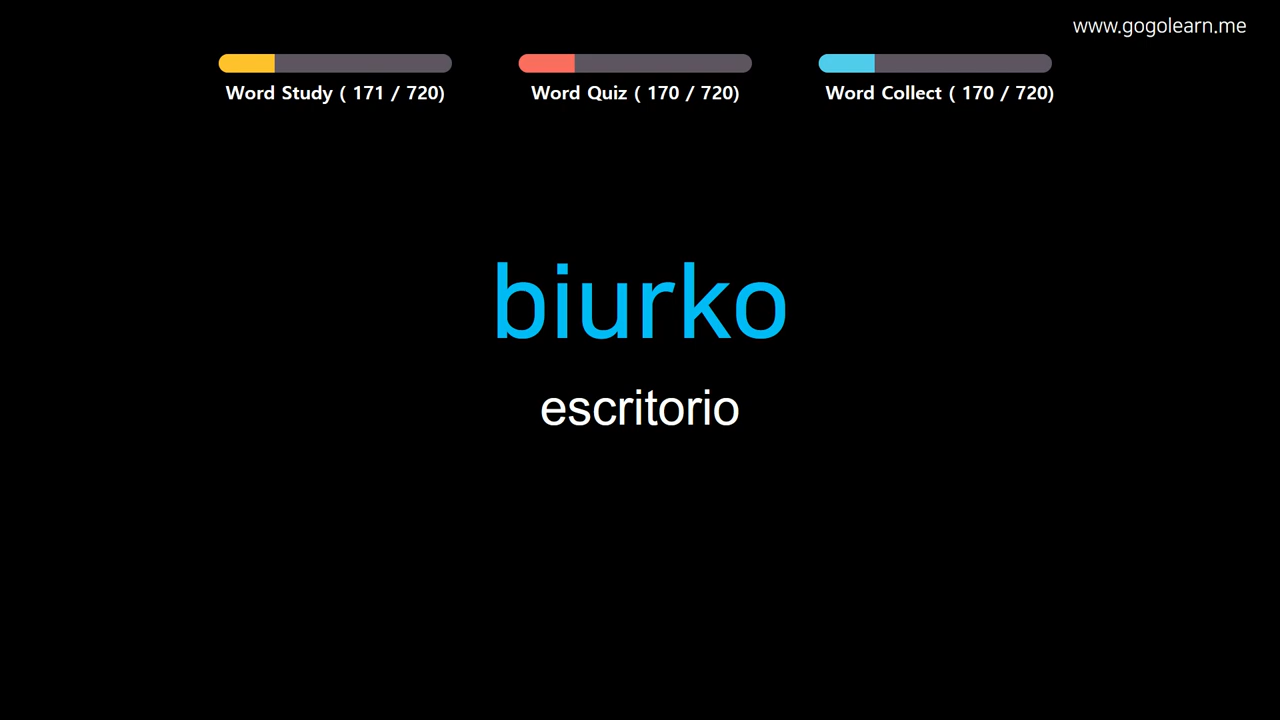 www.gogolearn.me
Word Study ( 171 / 720)
Word Quiz ( 170 / 720)
Word Collect ( 170 / 720)
biurko
escritorio